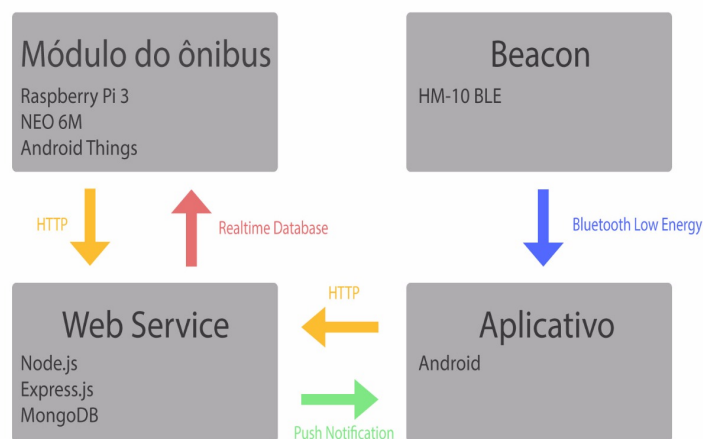 Módulo do ônibus
Raspberry Pi 3
NEO 6M
Android Things
Beacon
HM-10 BLE
HTTP
Realtime Database
Bluetooth Low Energy
Web Service
Node.js
Express.js
MongoDB
HTTP
Push Notification
Aplicativo
Android